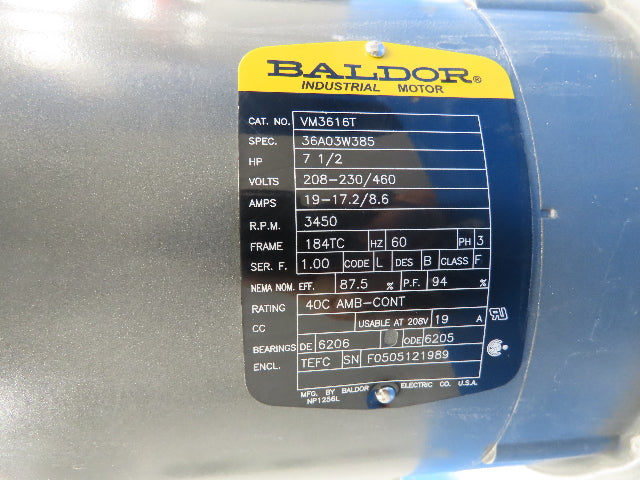 BALDOR®
INDUSTRIAL MOTOR
CAT. NO. VM3616T
SPEC. 36A03W385
HP 7 1/2
VOLTS 208-230/460
AMPS 19-17.2/8.6
R.P.M. 3450
FRAME 184TC HZ 60 PH 3
SER. F. 1.00 CODE L DES B CLASS F
NEMA NOM. EFF. 87.5 % P.F. 94 %
RATING 40C AMB-CONT
CC USABLE AT 208V 19 A
BEARINGS DE 6206 ODE 6205
ENCL. TEFC SN F0505121989
MFG. BY BALDOR ELECTRIC CO. U.S.A.
NP1256L